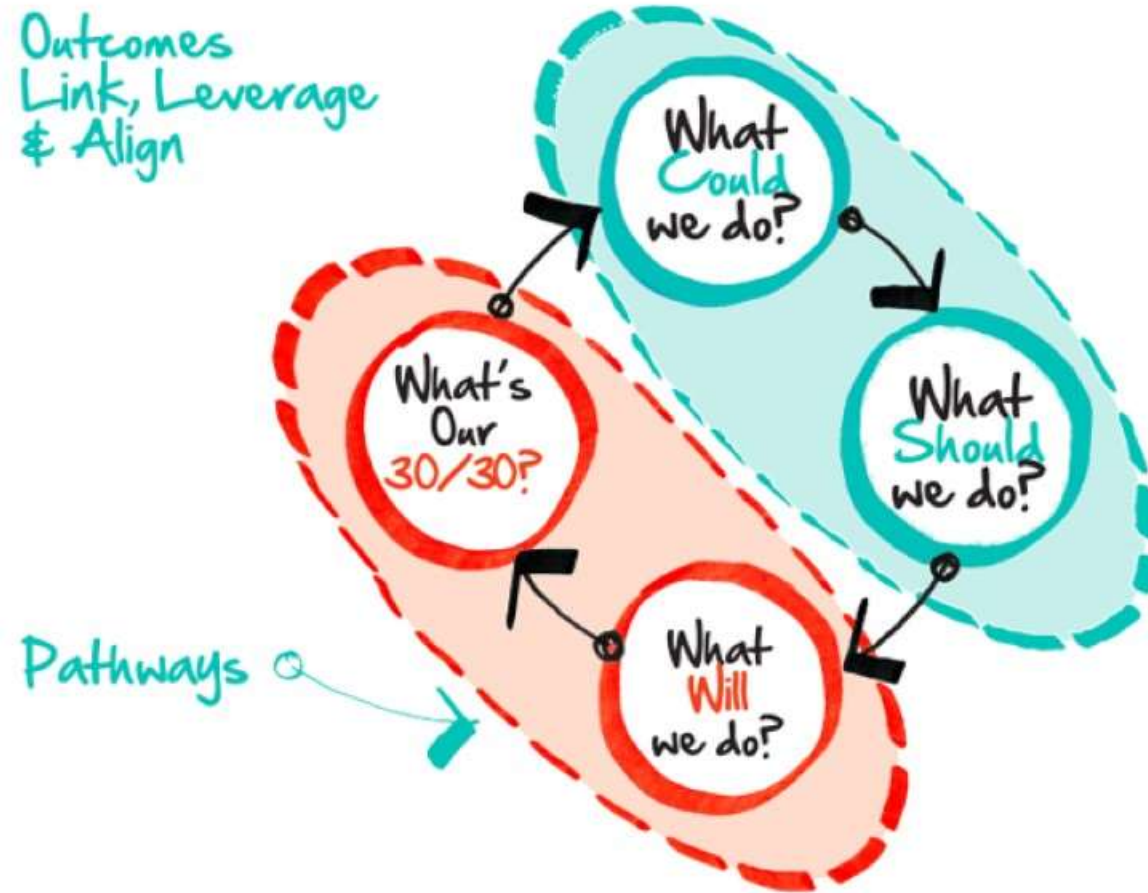 Outcomes
Link, Leverage
& Align
What
Could
we do?
What
Should
we do?
What's
Our
30/30?
What
Will
we do?
Pathways